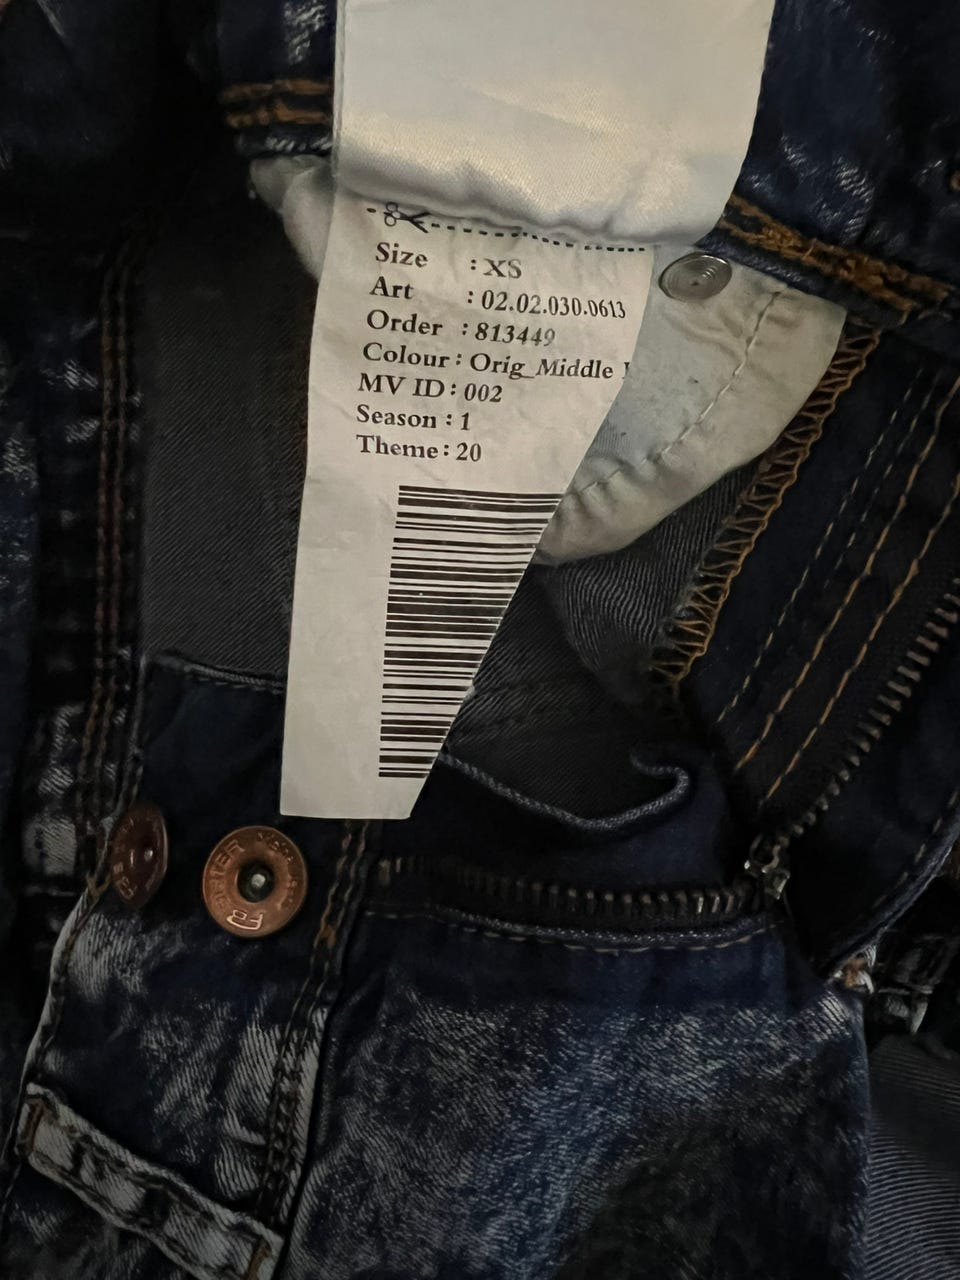 Size : XS
Art : 02.02.030.0613
Order : 813449
Colour : Orig_Middle
MV ID : 002
Season : 1
Theme : 20